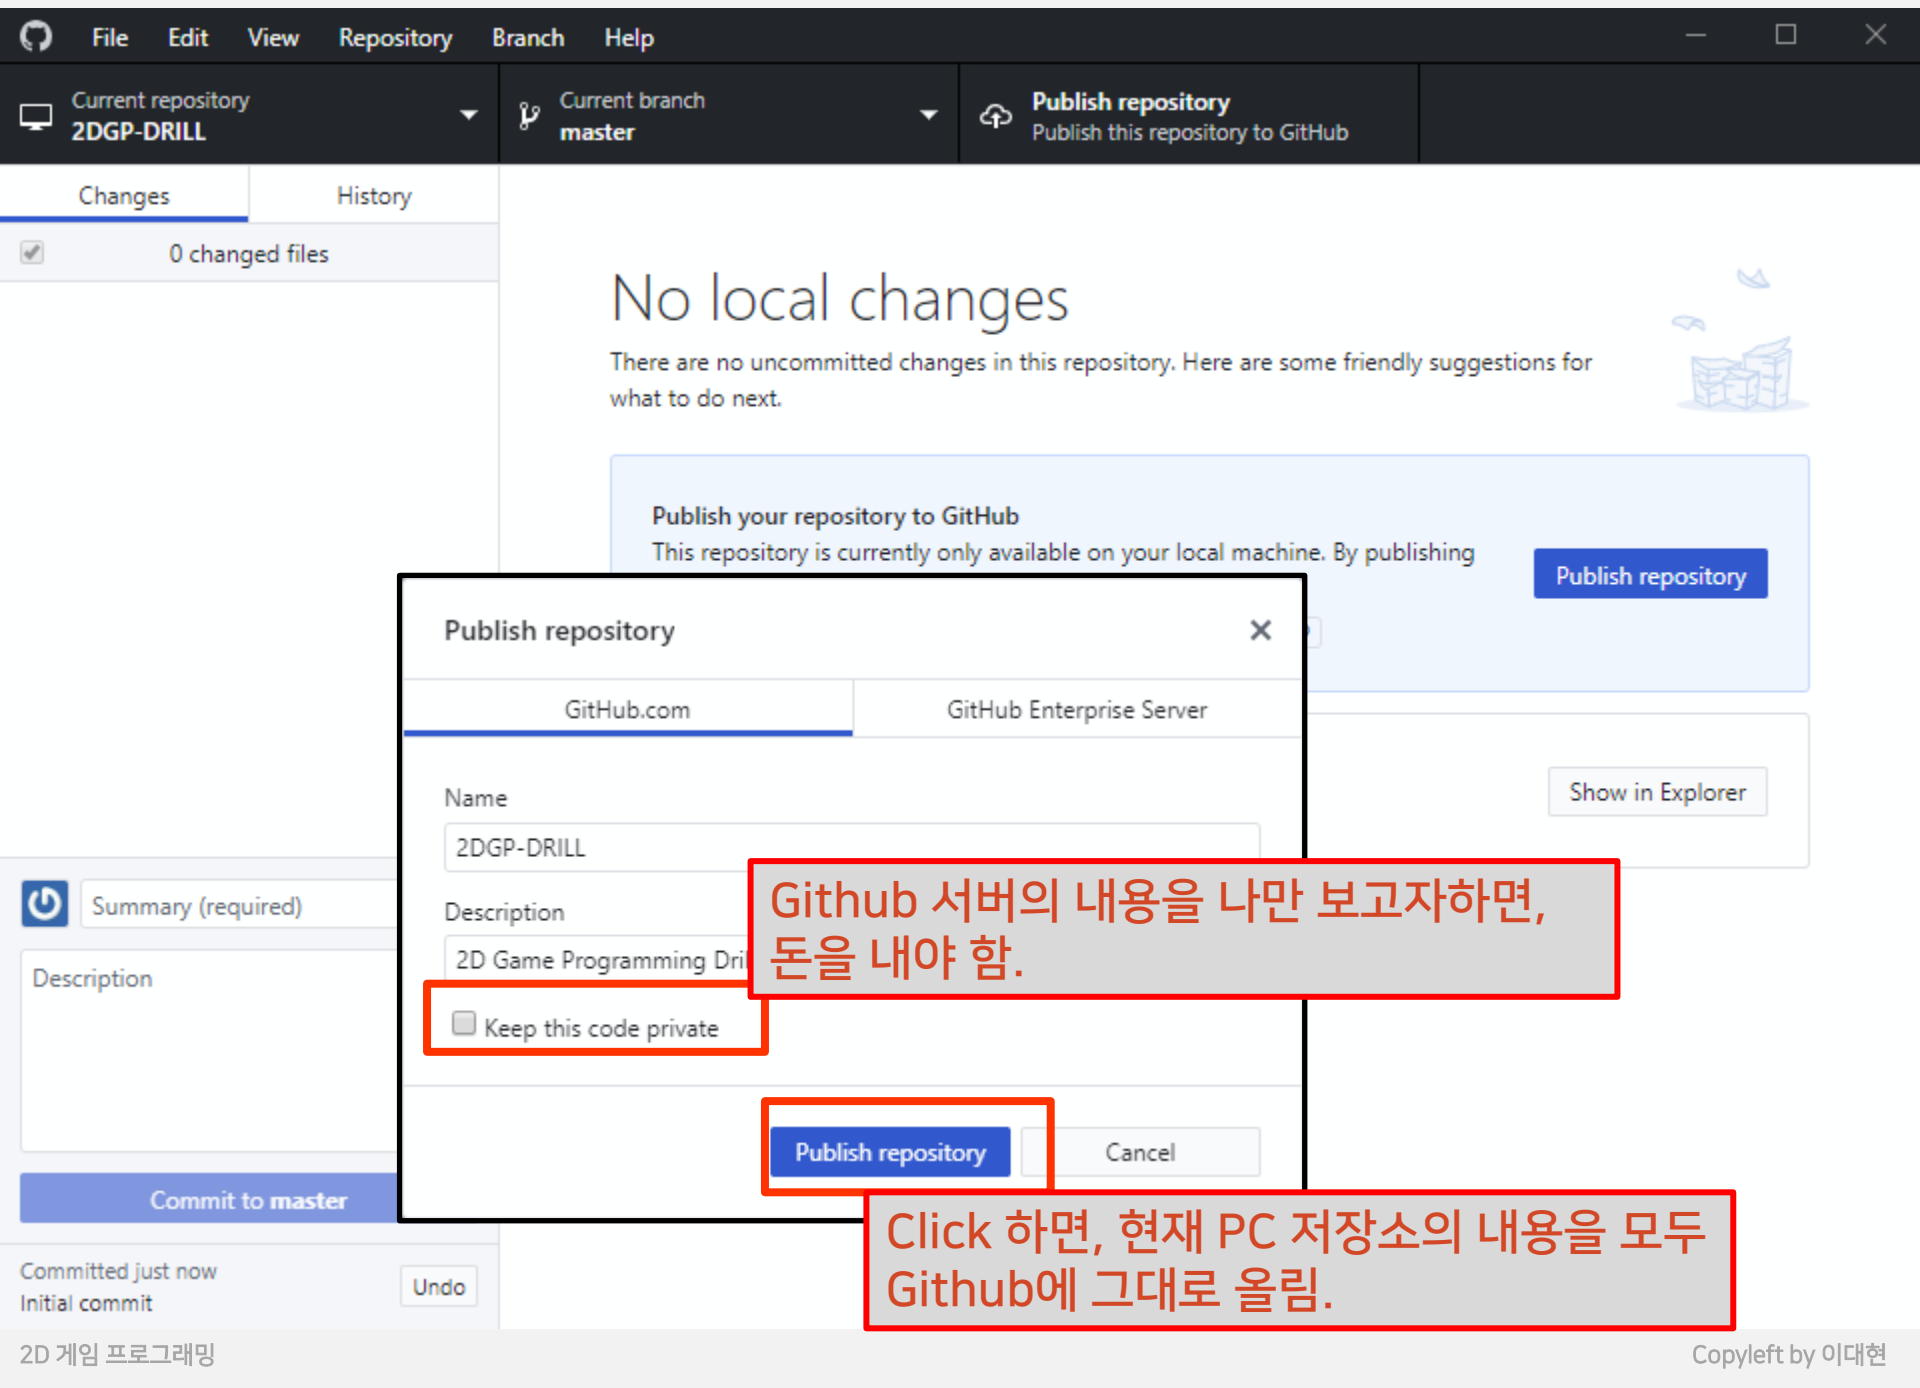 File Edit View Repository Branch Help
Current repository
2DGP-DRILL
Current branch
master
Publish repository
Publish this repository to GitHub
Changes History
0 changed files
No local changes
There are no uncommitted changes in this repository. Here are some friendly suggestions for
what to do next.
Publish your repository to GitHub
This repository is currently only available on your local machine. By publishing
Publish repository
Show in Explorer
Publish repository
GitHub.com GitHub Enterprise Server
Name
2DGP-DRILL
Description
2D Game Programming
Keep this code private
Publish repository Cancel
Github 서버의 내용을 나만 보고자하면,
돈을 내야 함.
Click 하면, 현재 PC 저장소의 내용을 모두
Github에 그대로 올림.
Summary (required)
Description
Commit to master
Committed just now
Initial commit
Undo
2D 게임 프로그래밍
Copyleft by 이대현